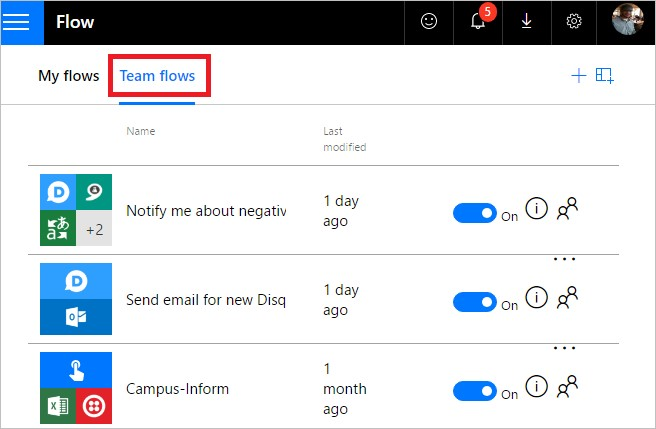 Flow
5
My flows
Team flows
Name
Last
modified
+2
Notify me about negativ
1 day
ago
On
Send email for new Disq
1 day
ago
On
Campus-Inform
1
month
ago
On